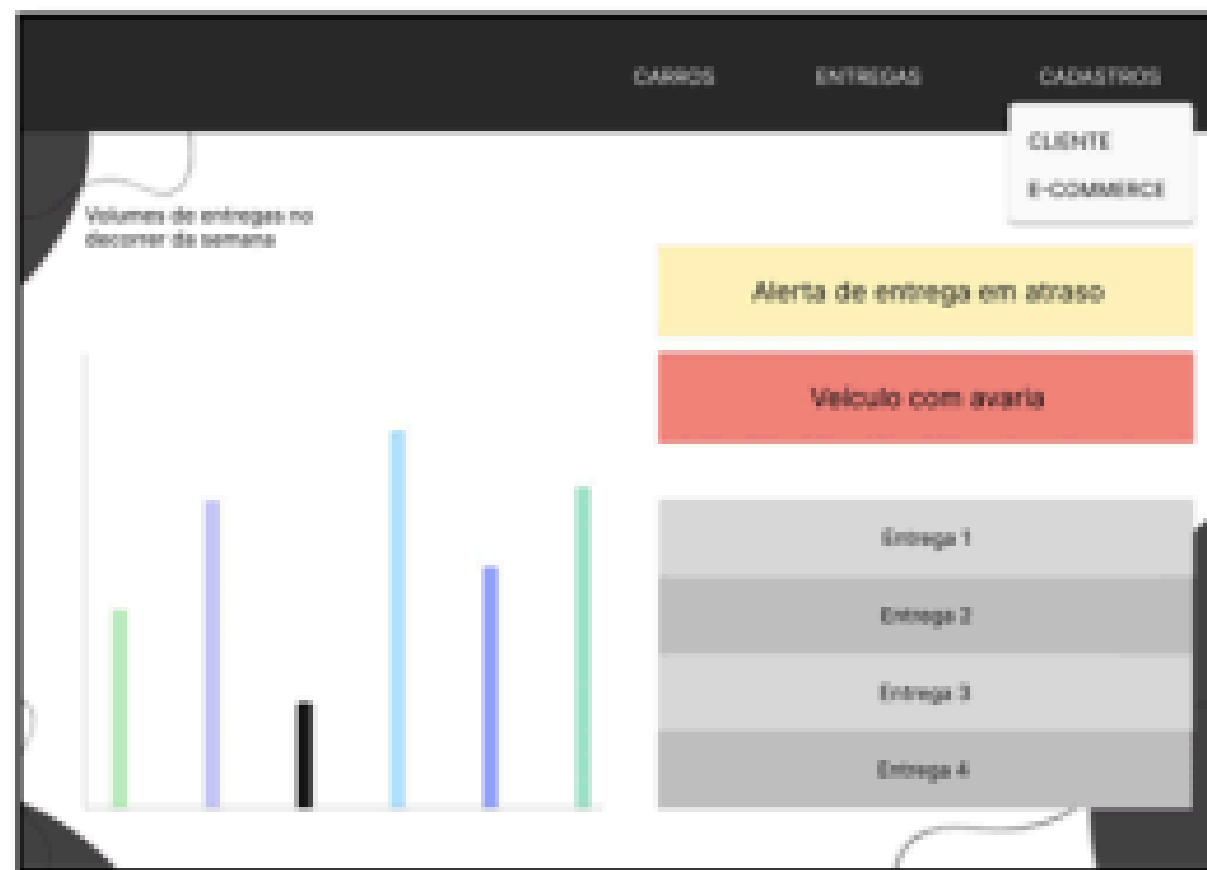 CARROS
ENTREGAS
CADASTROS
CLIENTE
E-COMMERCE
Volumes de entregas no
decorrer da semana
Alerta de entrega em atraso
Veículo com avaria
Entrega 1
Entrega 2
Entrega 3
Entrega 4